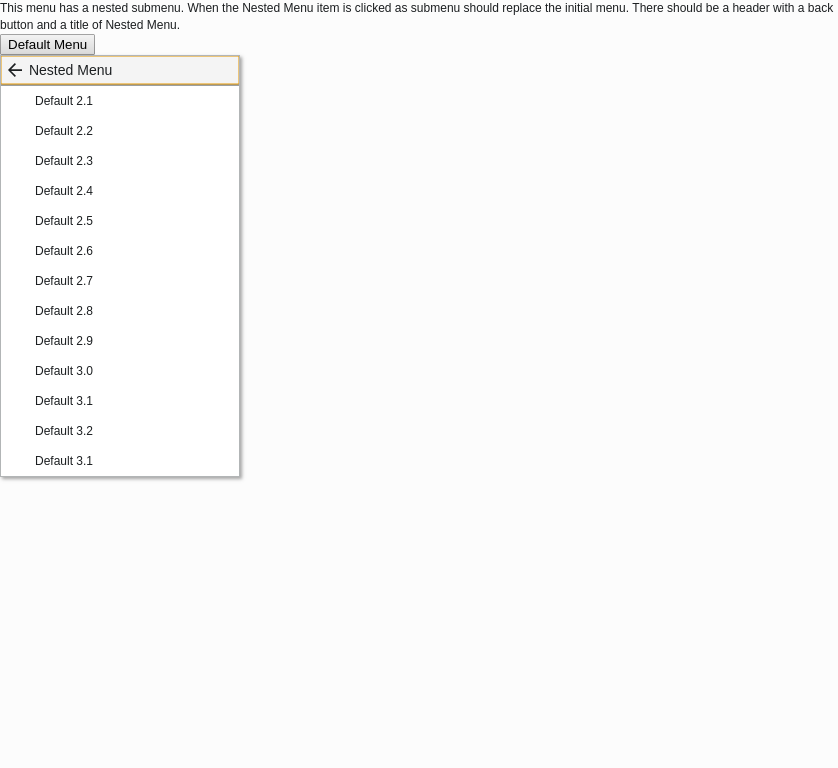 This menu has a nested submenu. When the Nested Menu item is clicked as submenu should replace the initial menu. There should be a header with a back
button and a title of Nested Menu.
Default Menu
Nested Menu
Default 2.1
Default 2.2
Default 2.3
Default 2.4
Default 2.5
Default 2.6
Default 2.7
Default 2.8
Default 2.9
Default 3.0
Default 3.1
Default 3.2
Default 3.1